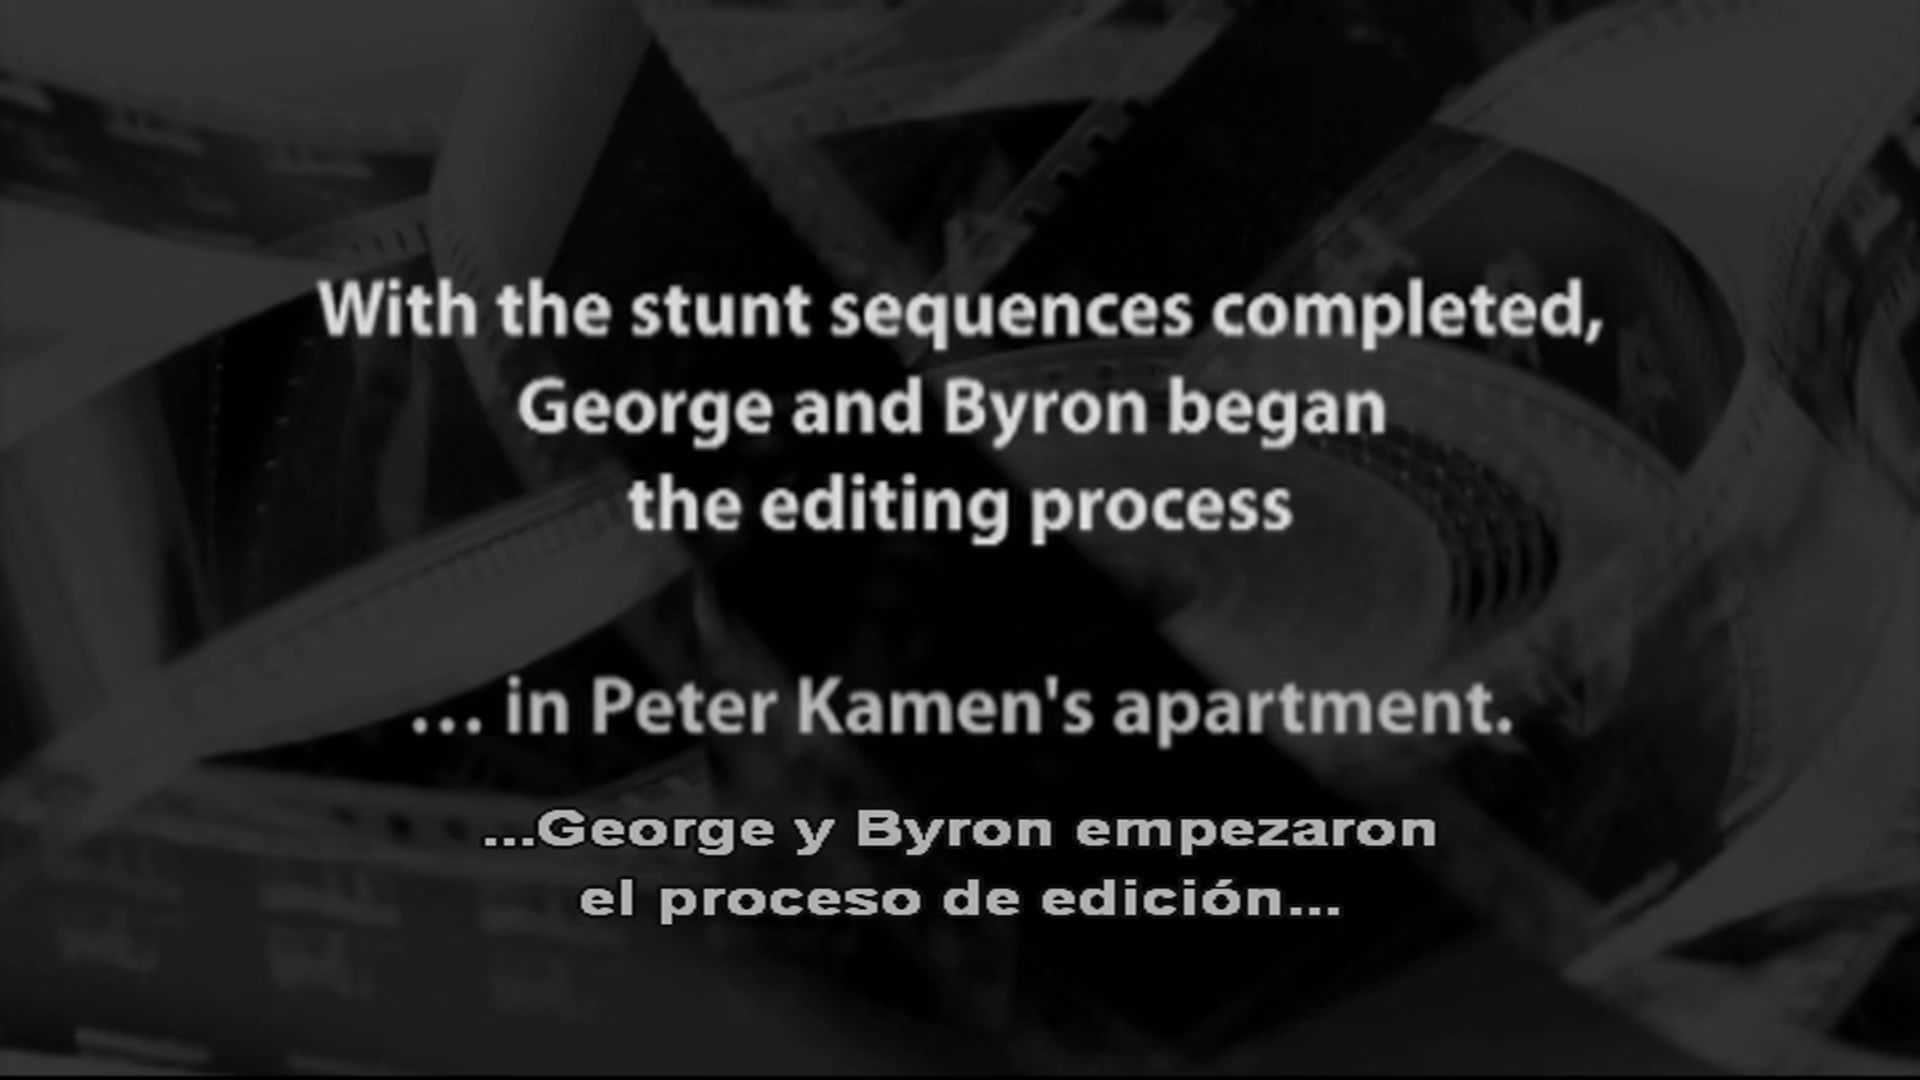 With the stunt sequences completed,
George and Byron began
the editing process
... in Peter Kamen's apartment.
...George y Byron empezaron
el proceso de edición...